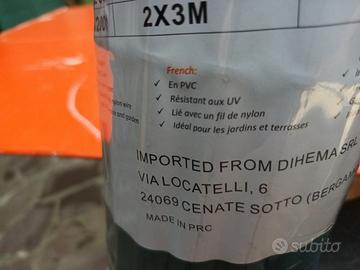 2X3M
French:
✓ En PVC
✓ Résistant aux UV
✓ Lié avec un fil de nylon
✓ Idéal pour les jardins et terrasses
IMPORTED FROM DIHEMA SRL
VIA LOCATELLI, 6
24069 CENATE SOTTO (BERGAM
MADE IN PRC
subito